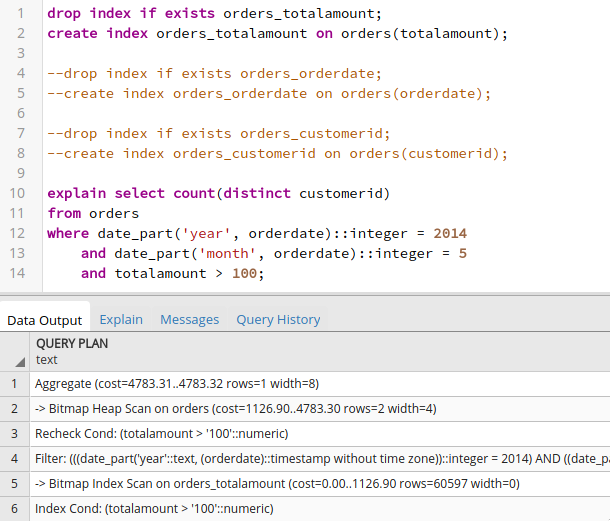 1 drop index if exists orders_totalamount;
2 create index orders_totalamount on orders(totalamount);
3
4 --drop index if exists orders_orderdate;
5 --create index orders_orderdate on orders(orderdate);
6
7 --drop index if exists orders_customerid;
8 --create index orders_customerid on orders(customerid);
9
10 explain select count(distinct customerid)
11 from orders
12 where date_part('year', orderdate)::integer = 2014
13 and date_part('month', orderdate)::integer = 5
14 and totalamount > 100;
Data Output Explain Messages Query History
QUERY PLAN
text
1 Aggregate (cost=4783.31..4783.32 rows=1 width=8)
2 -> Bitmap Heap Scan on orders (cost=1126.90..4783.30 rows=2 width=4)
3 Recheck Cond: (totalamount > '100'::numeric)
4 Filter: (((date_part('year'::text, (orderdate)::timestamp without time zone))::integer = 2014) AND ((date_pa
5 -> Bitmap Index Scan on orders_totalamount (cost=0.00..1126.90 rows=60597 width=0)
6 Index Cond: (totalamount > '100'::numeric)